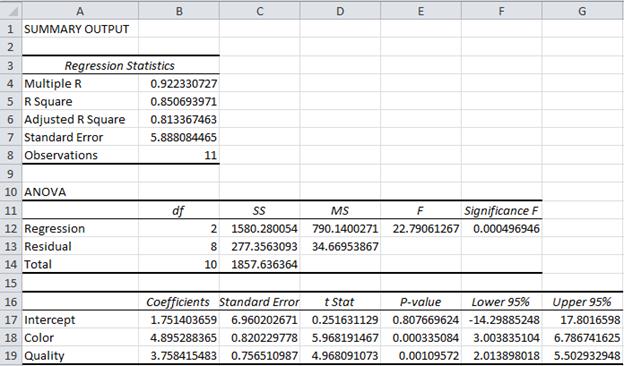 A B C D E F G
1 SUMMARY OUTPUT
2
3 Regression Statistics
4 Multiple R 0.922330727
5 R Square 0.850693971
6 Adjusted R Square 0.813367463
7 Standard Error 5.888084465
8 Observations 11
9
10 ANOVA
11 df SS MS F Significance F
12 Regression 2 1580.280054 790.1400271 22.79061267 0.000496946
13 Residual 8 277.3563093 34.66953867
14 Total 10 1857.636364
15
16 Coefficients Standard Error t Stat P-value Lower 95% Upper 95%
17 Intercept 1.751403659 6.960202671 0.251631129 0.807669624 -14.29885248 17.8016598
18 Color 4.895288365 0.820229778 5.968191467 0.000335084 3.003835104 6.786741625
19 Quality 3.758415483 0.756510987 4.968091073 0.00109572 2.013898018 5.502932948